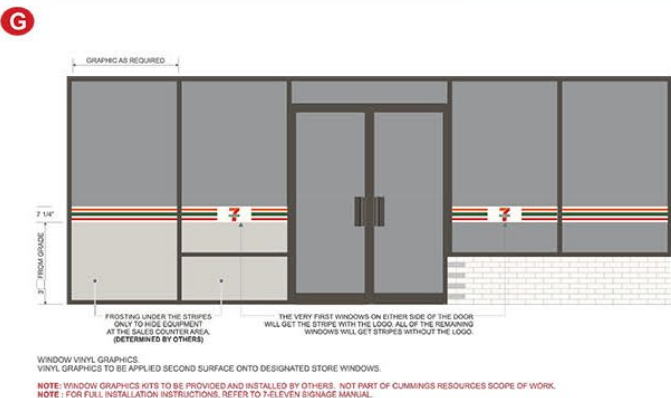 G
GRAPHIC AS REQUIRED
7 1/4"
3'__ FROM GRADE
FROSTING UNDER THE STRIPES
ONLY TO HIDE EQUIPMENT
AT THE SALES COUNTER AREA.
(DETERMINED BY OTHERS)
THE VERY FIRST WINDOWS ON EITHER SIDE OF THE DOOR
WILL GET THE STRIPE WITH THE LOGO. ALL OF THE REMAINING
WINDOWS WILL GET STRIPES WITHOUT THE LOGO.
WINDOW VINYL GRAPHICS.
VINYL GRAPHICS TO BE APPLIED SECOND SURFACE ONTO DESIGNATED STORE WINDOWS.
NOTE: WINDOW GRAPHICS KITS TO BE PROVIDED AND INSTALLED BY OTHERS. NOT PART OF CUMMINGS RESOURCES SCOPE OF WORK.
NOTE : FOR FULL INSTALLATION INSTRUCTIONS, REFER TO 7-ELEVEN SIGNAGE MANUAL.